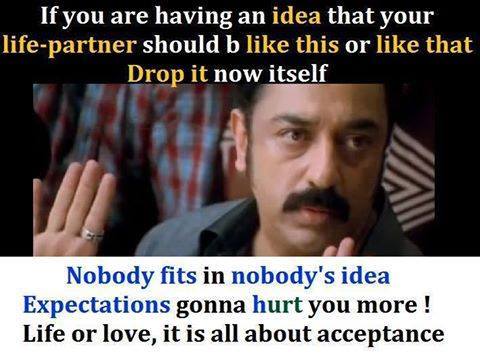 If you are having an idea that your
life-partner should b like this or like that
Drop it now itself
Nobody fits in nobody's idea
Expectations gonna hurt you more !
Life or love, it is all about acceptance